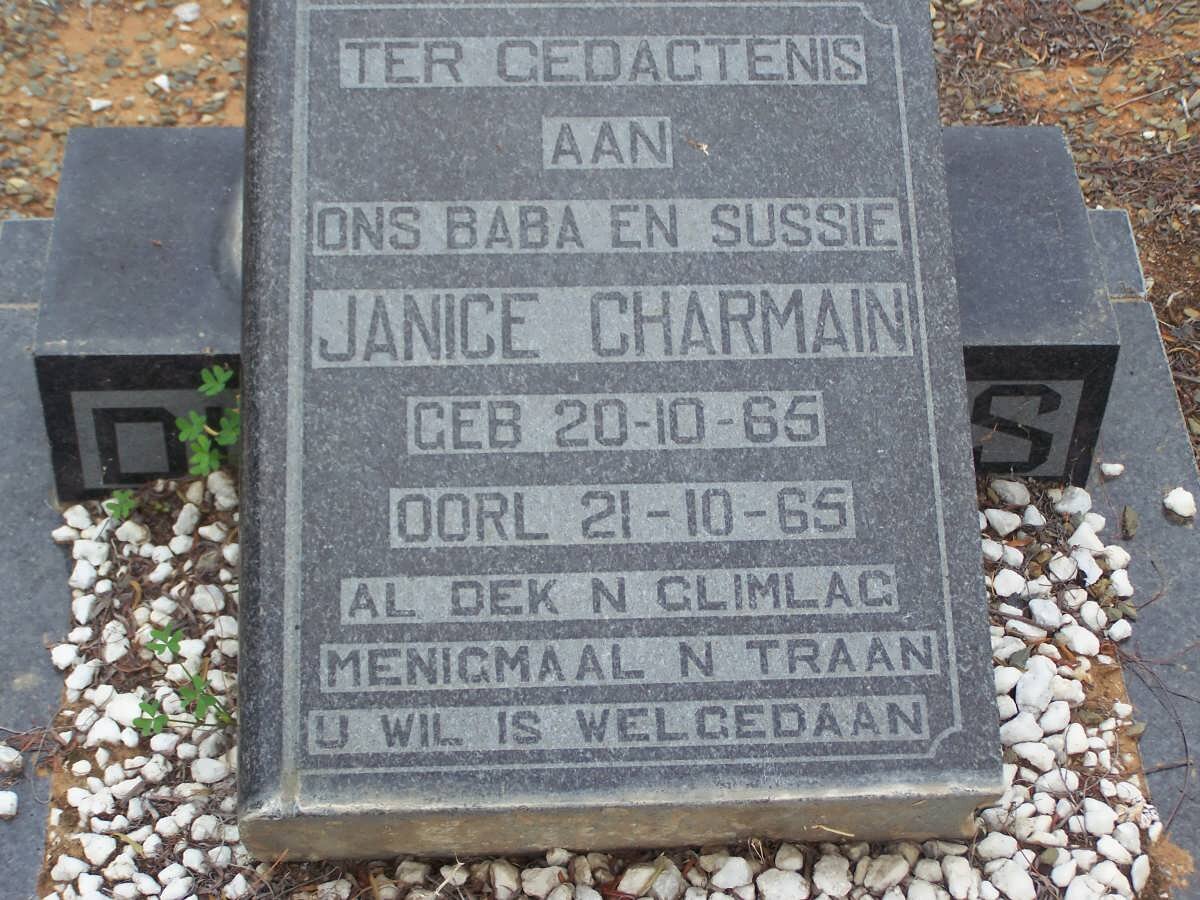 TER GEDAGTENIS
AAN
ONS BABA EN SUSSIE
JANICE CHARMAIN
GEB 20-10-65
OORL 21-10-65
AL DEK N GLIMLAG
MENIGMAAL N TRAAN
U WIL IS WELGEDAAN